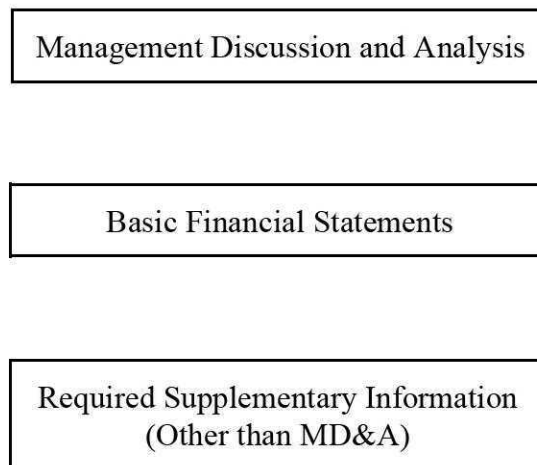 Management Discussion and Analysis
Basic Financial Statements
Required Supplementary Information
(Other than MD&A)